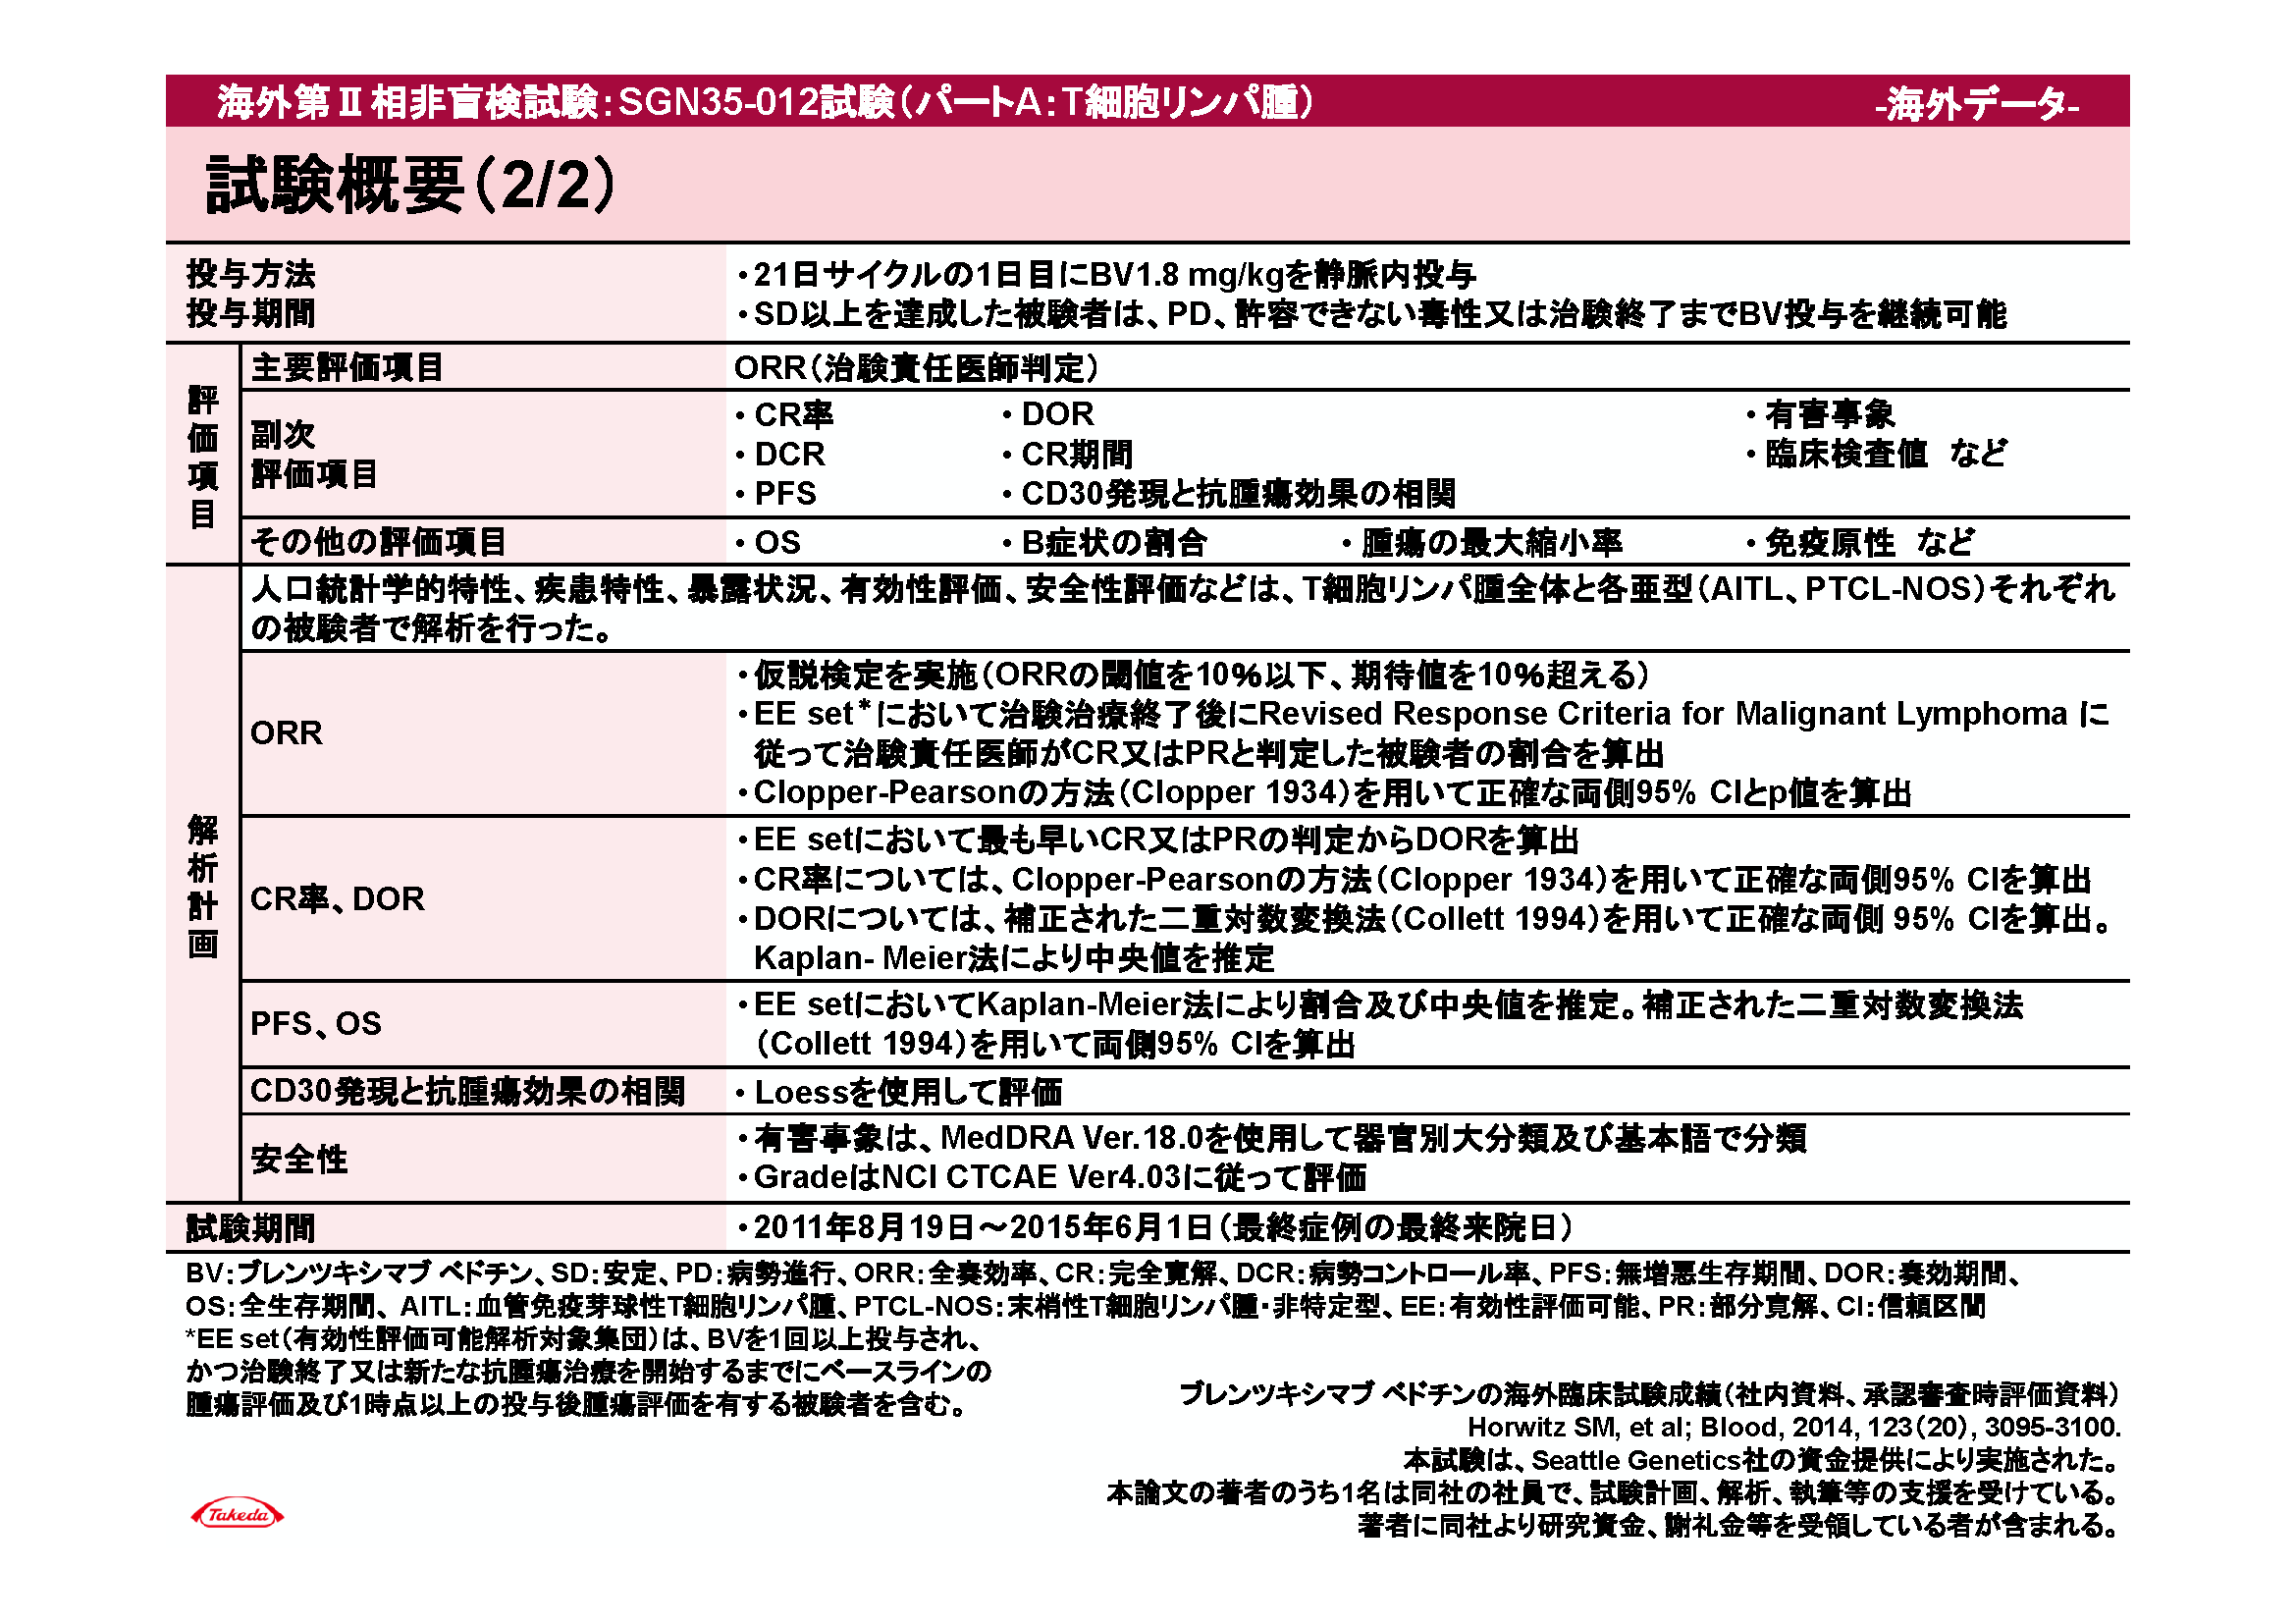 海外第Ⅱ相非盲検試験：SGN35-012試験（パートA：T細胞リンパ腫） -海外データ-
試験概要（2/2）
投与方法
投与期間
・21日サイクルの1日目にBV1.8 mg/kgを静脈内投与
・SD以上を達成した被験者は、PD、許容できない毒性又は治験終了までBV投与を継続可能
評価項目
主要評価項目 ORR（治験責任医師判定）
副次
評価項目
・CR率 ・DOR ・有害事象
・DCR ・CR期間 ・臨床検査値 など
・PFS ・CD30発現と抗腫瘍効果の相関
その他の評価項目 ・OS ・B症状の割合 ・腫瘍の最大縮小率 ・免疫原性 など
解析計画
人口統計学的特性、疾患特性、暴露状況、有効性評価、安全性評価などは、T細胞リンパ腫全体と各亜型（AITL、PTCL-NOS）それぞれ
の被験者で解析を行った。
ORR
・仮説検定を実施（ORRの閾値を10％以下、期待値を10％超える）
・EE set*において治験治療終了後にRevised Response Criteria for Malignant Lymphoma に
従って治験責任医師がCR又はPRと判定した被験者の割合を算出
・Clopper-Pearsonの方法（Clopper 1934）を用いて正確な両側95% CIとp値を算出
CR率、DOR
・EE setにおいて最も早いCR又はPRの判定からDORを算出
・CR率については、Clopper-Pearsonの方法（Clopper 1934）を用いて正確な両側95% CIを算出
・DORについては、補正された二重対数変換法（Collett 1994）を用いて正確な両側 95% CIを算出。
Kaplan- Meier法により中央値を推定
PFS、OS
・EE setにおいてKaplan-Meier法により割合及び中央値を推定。補正された二重対数変換法
（Collett 1994）を用いて両側95% CIを算出
CD30発現と抗腫瘍効果の相関 ・Loessを使用して評価
安全性
・有害事象は、MedDRA Ver.18.0を使用して器官別大分類及び基本語で分類
・GradeはNCI CTCAE Ver4.03に従って評価
試験期間 ・2011年8月19日～2015年6月1日（最終症例の最終来院日）
BV：ブレンツキシマブ ベドチン、SD：安定、PD：病勢進行、ORR：全奏効率、CR：完全寛解、DCR：病勢コントロール率、PFS：無増悪生存期間、DOR：奏効期間、
OS：全生存期間、 AITL：血管免疫芽球性T細胞リンパ腫、PTCL-NOS：末梢性T細胞リンパ腫・非特定型、EE：有効性評価可能、PR：部分寛解、CI：信頼区間
*EE set（有効性評価可能解析対象集団）は、BVを1回以上投与され、
かつ治験終了又は新たな抗腫瘍治療を開始するまでにベースラインの
腫瘍評価及び1時点以上の投与後腫瘍評価を有する被験者を含む。
ブレンツキシマブ ベドチンの海外臨床試験成績（社内資料、承認審査時評価資料）
Horwitz SM, et al; Blood, 2014, 123（20）, 3095-3100.
本試験は、Seattle Genetics社の資金提供により実施された。
本論文の著者のうち1名は同社の社員で、試験計画、解析、執筆等の支援を受けている。
著者に同社より研究資金、謝礼金等を受領している者が含まれる。
Takeda